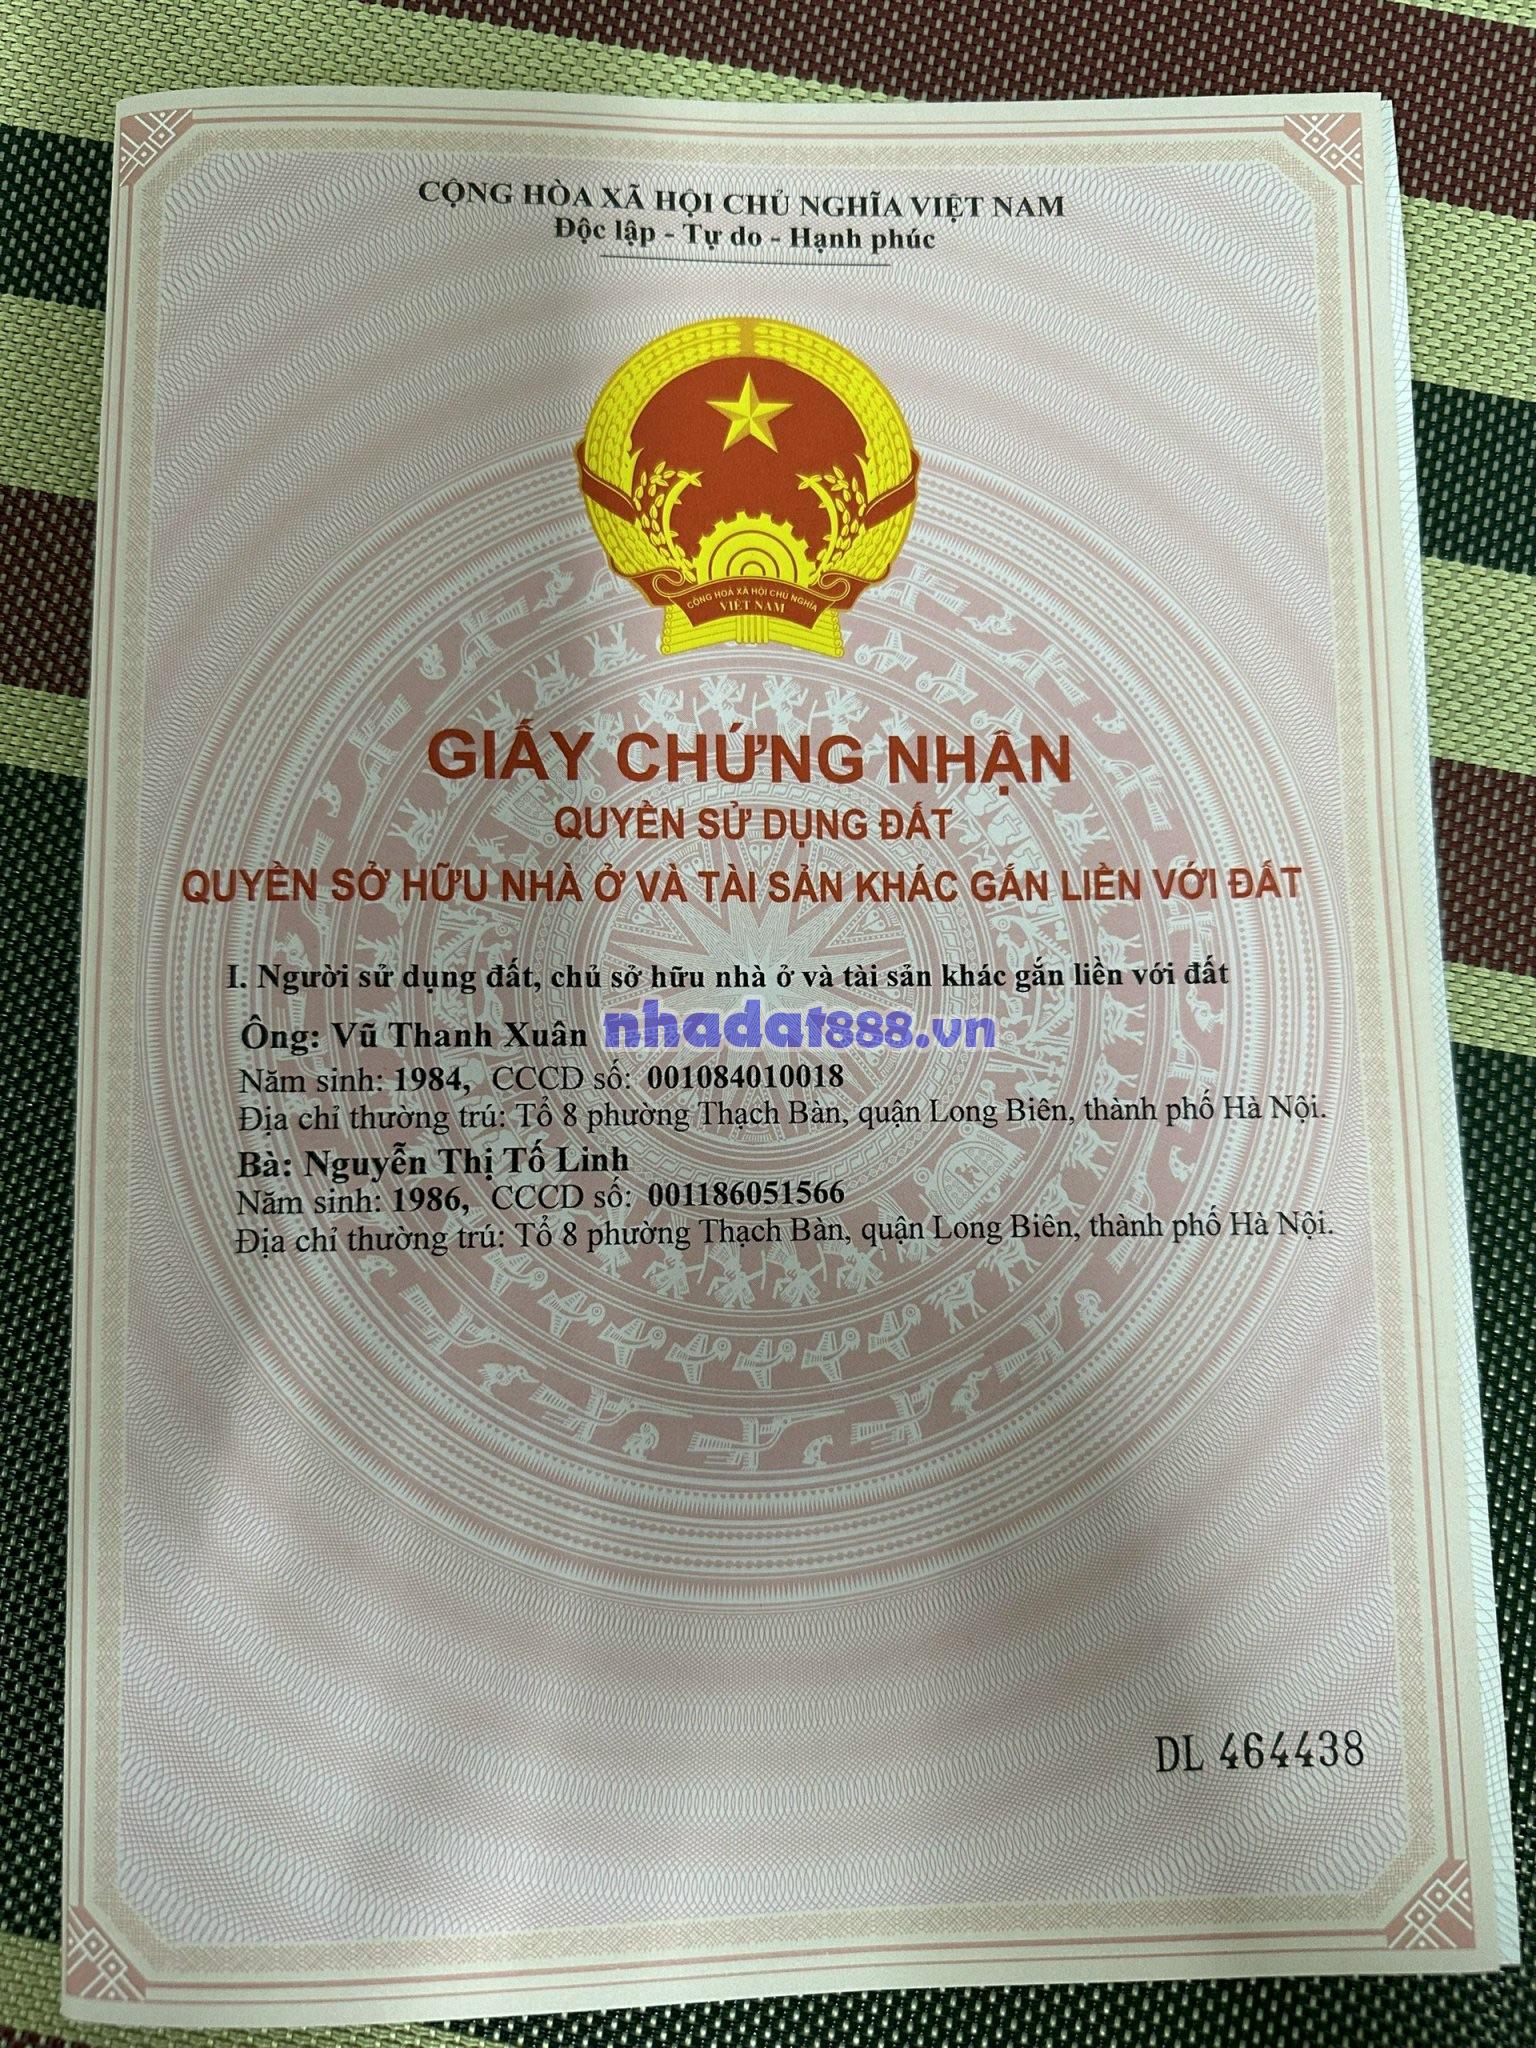 CỘNG HÒA XÃ HỘI CHỦ NGHĨA VIỆT NAM
Độc lập - Tự do - Hạnh phúc
CỘNG HOÀ XÃ HỘI CHỦ NGHĨA
VIỆT NAM
GIẤY CHỨNG NHẬN
QUYỀN SỬ DỤNG ĐẤT
QUYỀN SỞ HỮU NHÀ Ở VÀ TÀI SẢN KHÁC GẮN LIỀN VỚI ĐẤT
I. Người sử dụng đất, chủ sở hữu nhà ở và tài sản khác gắn liền với đất
Ông: Vũ Thanh Xuân nhadat888.vn
Năm sinh: 1984, CCCD số: 001084010018
Địa chỉ thường trú: Tổ 8 phường Thạch Bàn, quận Long Biên, thành phố Hà Nội.
Bà: Nguyễn Thị Tố Linh
Năm sinh: 1986, CCCD số: 001186051566
Địa chỉ thường trú: Tổ 8 phường Thạch Bàn, quận Long Biên, thành phố Hà Nội.
DL 464438